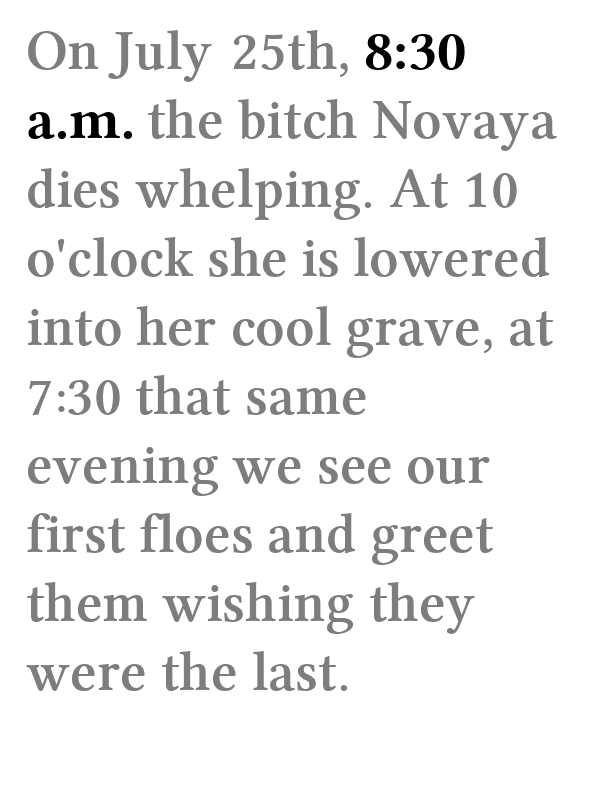 On July 25th, 8:30
a.m. the bitch Novaya
dies whelping. At 10
o'clock she is lowered
into her cool grave, at
7:30 that same
evening we see our
first floes and greet
them wishing they
were the last.